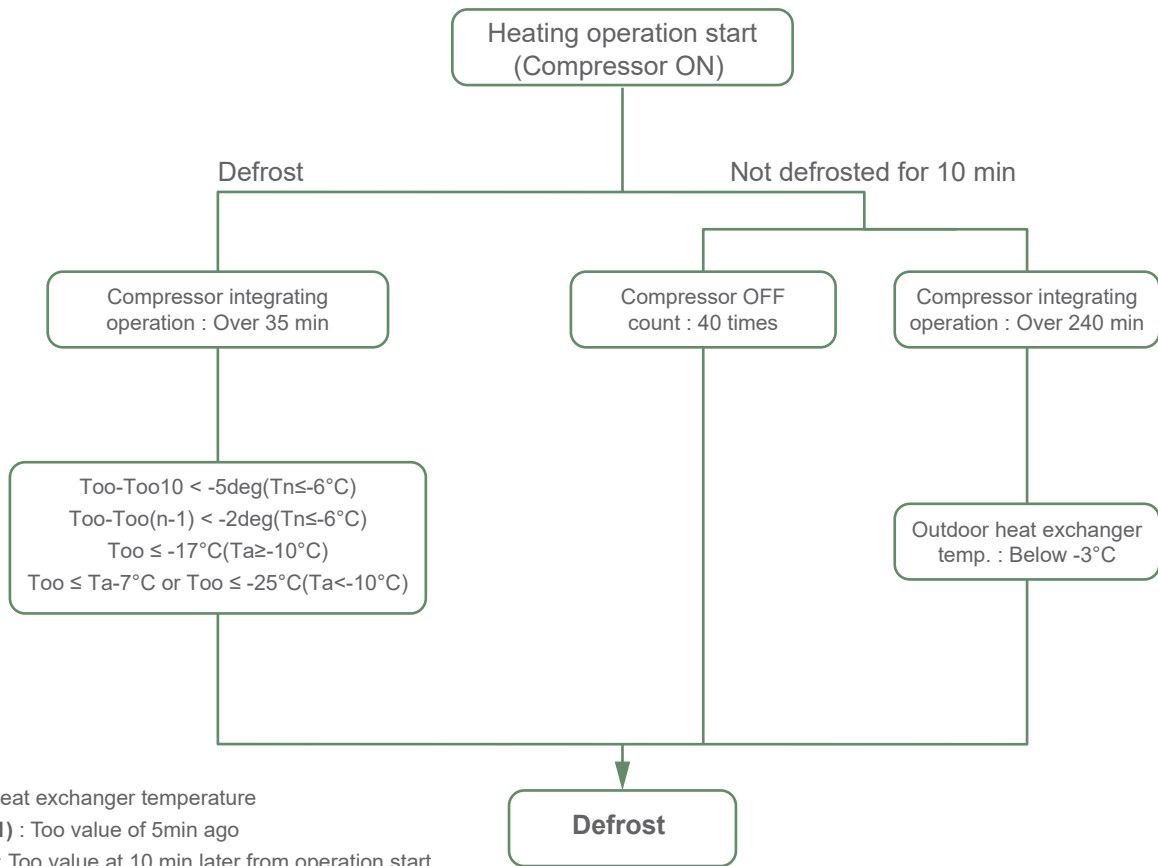 Heating operation start
(Compressor ON)
Defrost
Not defrosted for 10 min
Compressor integrating
operation : Over 35 min
Compressor OFF
count : 40 times
Compressor integrating
operation : Over 240 min
Too-Too10 < -5deg(Tn≤-6°C)
Too-Too(n-1) < -2deg(Tn≤-6°C)
Too ≤ -17°C(Ta≥-10°C)
Too ≤ Ta-7°C or Too ≤ -25°C(Ta<-10°C)
Outdoor heat exchanger
temp. : Below -3°C
Defrost
eat exchanger temperature
1) : Too value of 5min ago
: Too value at 10 min later from operation start